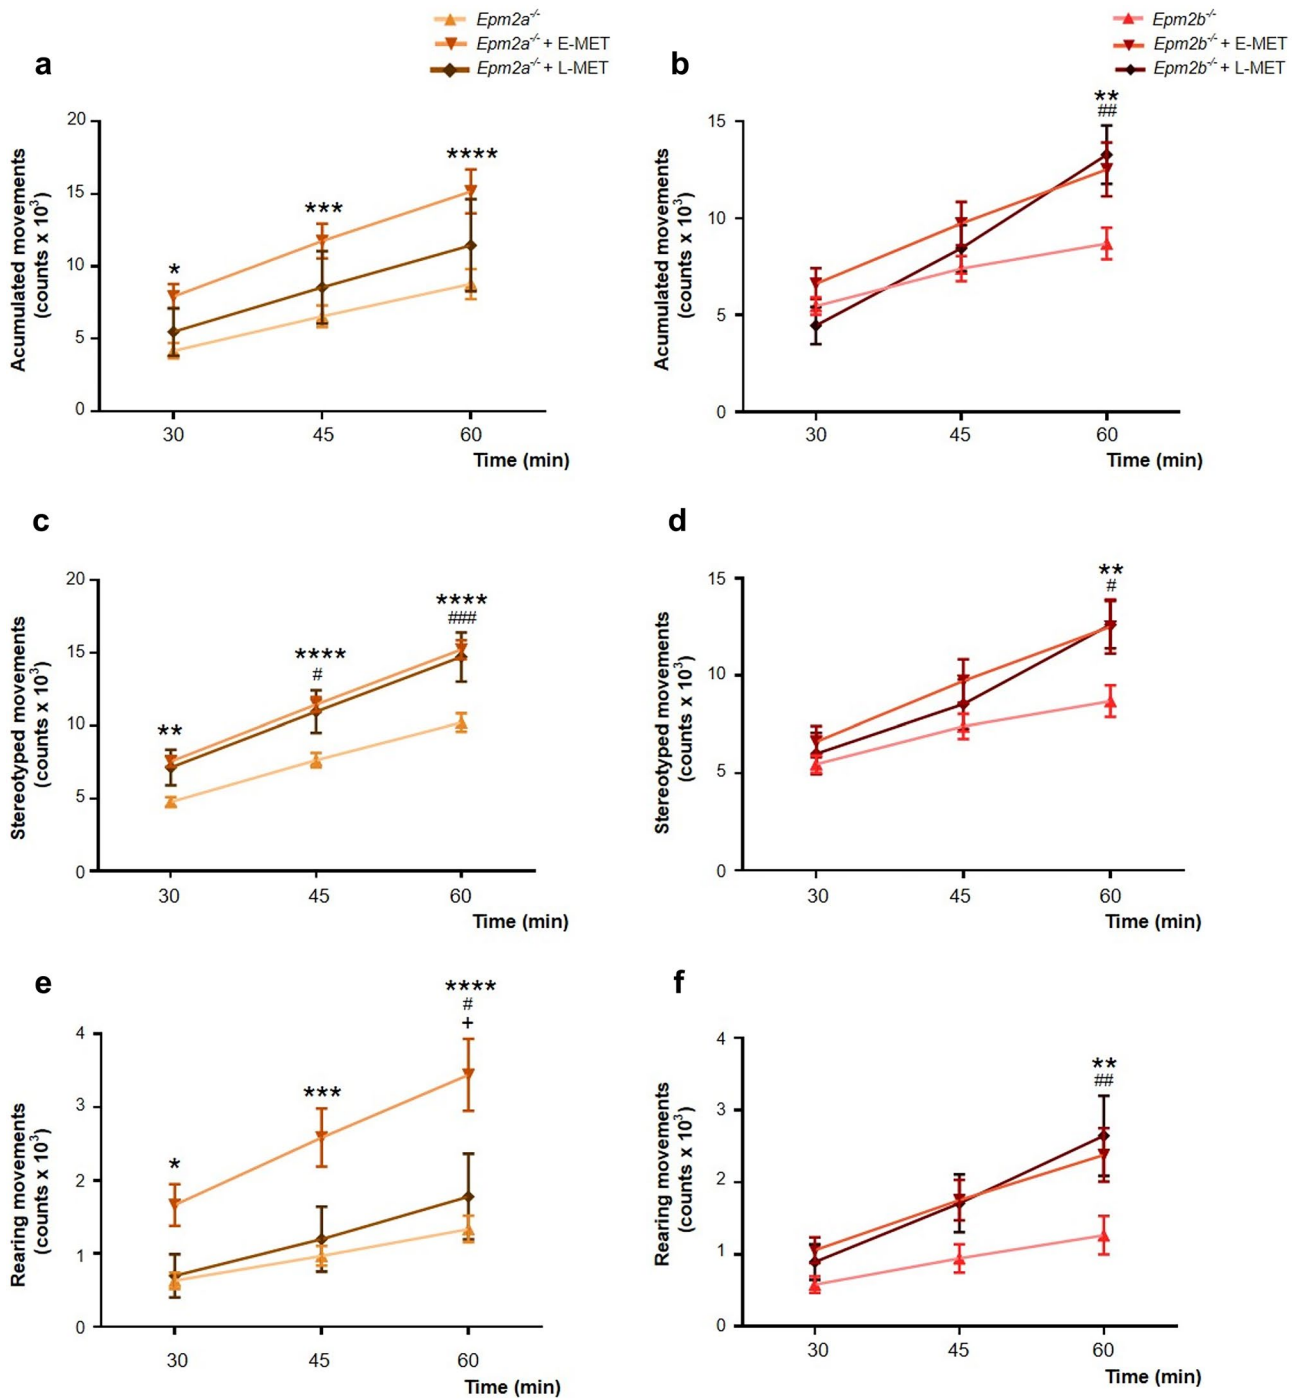 Epm2a-/-
Epm2a-/- + E-MET
Epm2a-/- + L-MET
Epm2b-/-
Epm2b-/- + E-MET
Epm2b-/- + L-MET
a
Acumulated movements
(counts x 10³)
20
15
10
5
0
*
***
****
30 45 60
Time (min)
b
Acumulated movements
(counts x 10³)
15
10
5
0
**
##
30 45 60
Time (min)
c
Stereotyped movements
(counts x 10³)
20
15
10
5
0
**
****
#
****
###
30 45 60
Time (min)
d
Stereotyped movements
(counts x 10³)
15
10
5
0
**
#
30 45 60
Time (min)
e
Rearing movements
(counts x 10³)
4
3
2
1
0
*
***
****
#
+
30 45 60
Time (min)
f
Rearing movements
(counts x 10³)
4
3
2
1
0
**
##
30 45 60
Time (min)